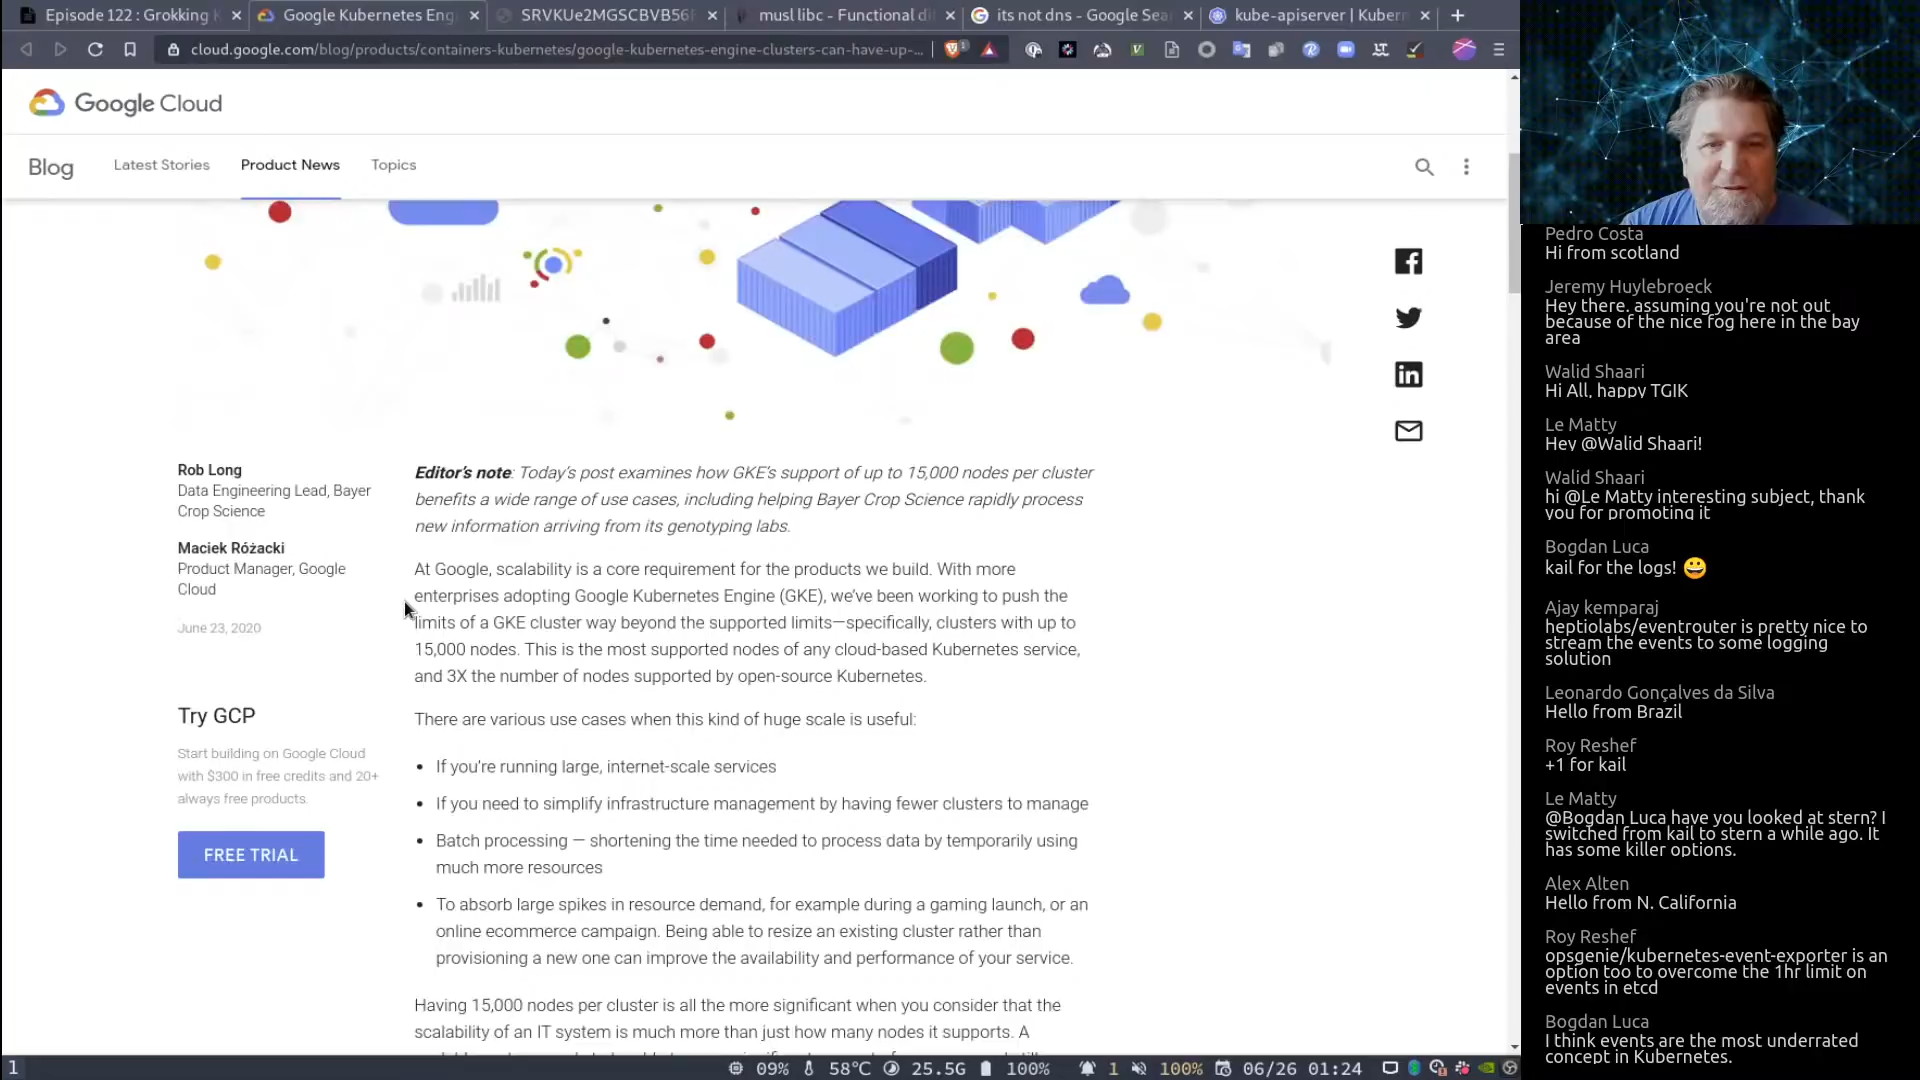 Episode 122 : Grokking K
Google Kubernetes Eng
SRVKUe2MGSCBVB56F
musl libc - Functional di
its not dns - Google Sea
kube-apiserver | Kubern
cloud.google.com/blog/products/containers-kubernetes/google-kubernetes-engine-clusters-can-have-up-...
Google Cloud
Blog
Latest Stories
Product News
Topics
Rob Long
Data Engineering Lead, Bayer
Crop Science
Maciek Różacki
Product Manager, Google
Cloud
June 23, 2020
Try GCP
Start building on Google Cloud
with $300 in free credits and 20+
always free products.
FREE TRIAL
Editor's note: Today's post examines how GKE's support of up to 15,000 nodes per cluster
benefits a wide range of use cases, including helping Bayer Crop Science rapidly process
new information arriving from its genotyping labs.
At Google, scalability is a core requirement for the products we build. With more
enterprises adopting Google Kubernetes Engine (GKE), we've been working to push the
limits of a GKE cluster way beyond the supported limits—specifically, clusters with up to
15,000 nodes. This is the most supported nodes of any cloud-based Kubernetes service,
and 3X the number of nodes supported by open-source Kubernetes.
There are various use cases when this kind of huge scale is useful:
If you're running large, internet-scale services
If you need to simplify infrastructure management by having fewer clusters to manage
Batch processing — shortening the time needed to process data by temporarily using
much more resources
To absorb large spikes in resource demand, for example during a gaming launch, or an
online ecommerce campaign. Being able to resize an existing cluster rather than
provisioning a new one can improve the availability and performance of your service.
Having 15,000 nodes per cluster is all the more significant when you consider that the
scalability of an IT system is much more than just how many nodes it supports. A
Pedro Costa
Hi from scotland
Jeremy Huylebroeck
Hey there. assuming you're not out
because of the nice fog here in the bay
area
Walid Shaari
Hi All, happy TGIK
Le Matty
Hey @Walid Shaari!
Walid Shaari
hi @Le Matty interesting subject, thank
you for promoting it
Bogdan Luca
kail for the logs! 😀
Ajay kemparaj
heptiolabs/eventrouter is pretty nice to
stream the events to some logging
solution
Leonardo Gonçalves da Silva
Hello from Brazil
Roy Reshef
+1 for kail
Le Matty
@Bogdan Luca have you looked at stern? I
switched from kail to stern a while ago. It
has some killer options.
Alex Alten
Hello from N. California
Roy Reshef
opsgenie/kubernetes-event-exporter is an
option too to overcome the 1hr limit on
events in etcd
Bogdan Luca
I think events are the most underrated
concept in Kubernetes.
1
09% 58°C 25.5G 100% 1 100% 06/26 01:24